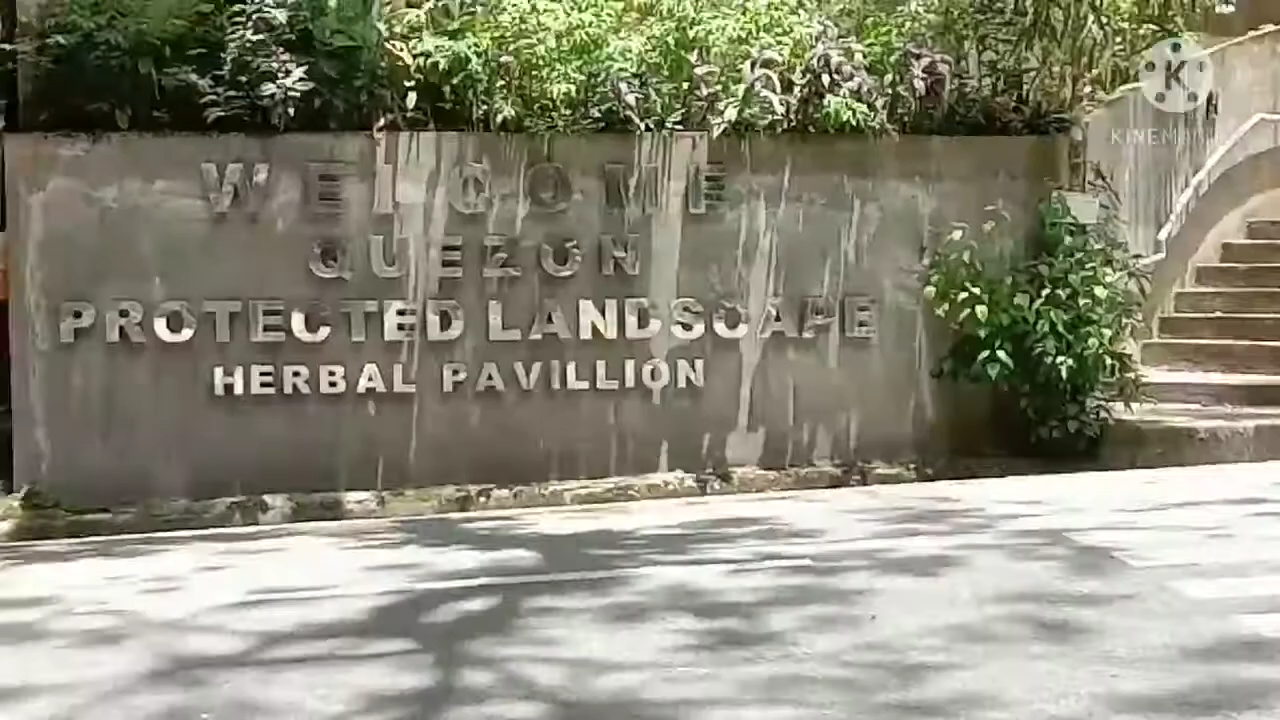 WELCOME
QUEZON
PROTECTED LANDSCAPE
HERBAL PAVILLION
K
KINEMASTER